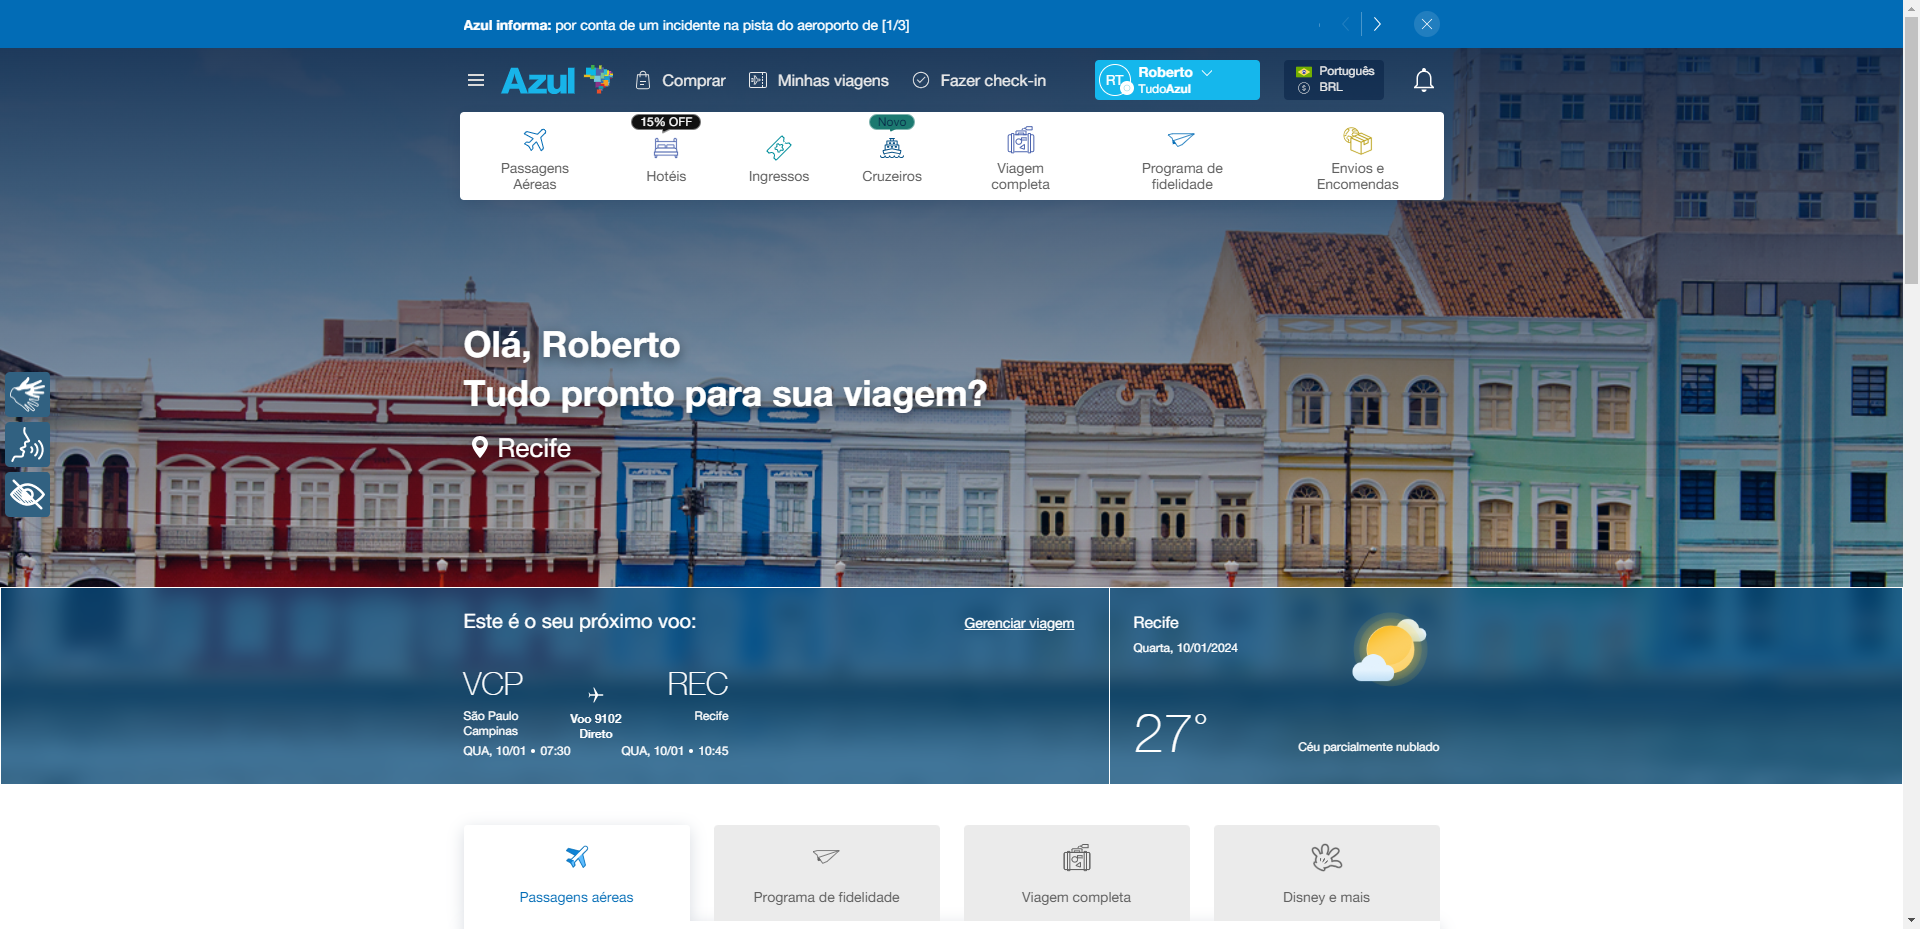 Azul informa: por conta de um incidente na pista do aeroporto de [1/3]
Azul
Comprar
Minhas viagens
Fazer check-in
RT
Roberto
TudoAzul
Português
BRL
15% OFF
Novo
Passagens
Aéreas
Hotéis
Ingressos
Cruzeiros
Viagem
completa
Programa de
fidelidade
Envios e
Encomendas
Olá, Roberto
Tudo pronto para sua viagem?
Recife
Este é o seu próximo voo:
Gerenciar viagem
VCP
REC
São Paulo
Campinas
Voo 9102
Direto
Recife
QUA, 10/01 • 07:30
QUA, 10/01 • 10:45
Recife
Quarta, 10/01/2024
27°
Céu parcialmente nublado
Passagens aéreas
Programa de fidelidade
Viagem completa
Disney e mais